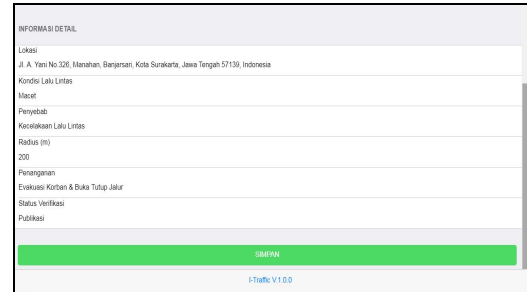 INFORMASI DETAIL
Lokasi
Jl. A. Yani No.326, Manahan, Banjarsari, Kota Surakarta, Jawa Tengah 57139, Indonesia
Kondisi Lalu Lintas
Macet
Penyebab
Kecelakaan Lalu Lintas
Radius (m)
200
Penanganan
Evakuasi Korban & Buka Tutup Jalur
Status Verifikasi
Publikasi
SIMPAN
I-Traffic V.1.0.0